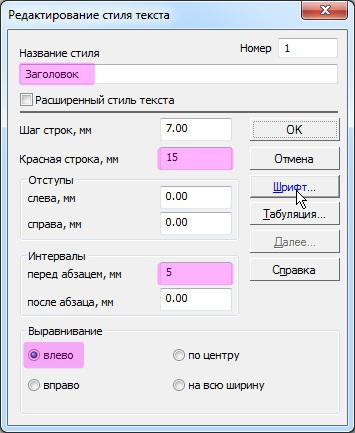 Редактирование стиля текста
Номер 1
Название стиля
Заголовок
Расширенный стиль текста
Шаг строк, мм 7.00 OK
Красная строка, мм 15 Отмена
Отступы Шрифт...
слева, мм 0.00
справа, мм 0.00 Табуляция...
Интервалы Далее...
перед абзацем, мм 5 Справка
после абзаца, мм 0.00
Выравнивание
влево по центру
вправо на всю ширину